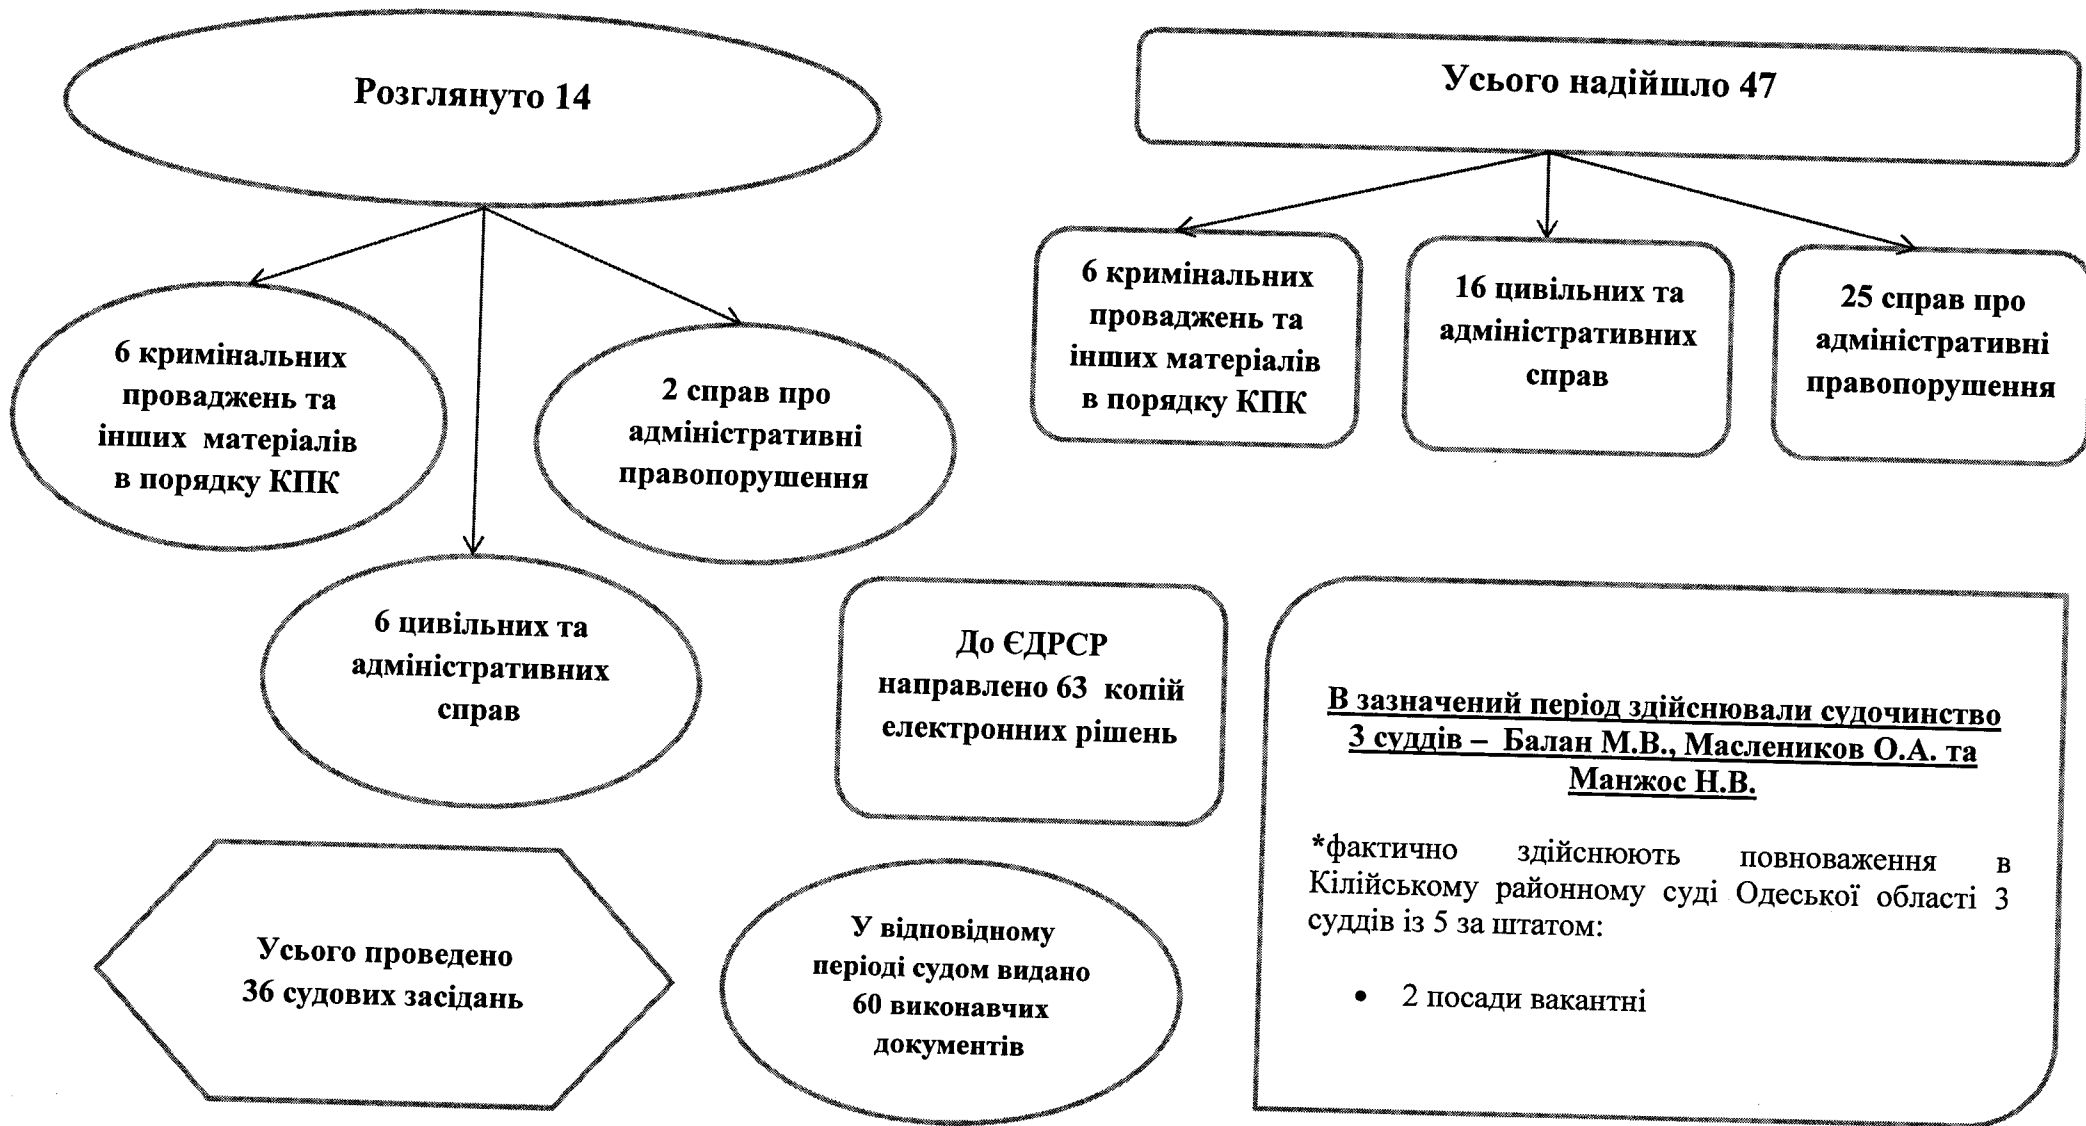 Розглянуто 14
6 кримінальних
проваджень та
інших матеріалів
в порядку КПК
2 справ про
адміністративні
правопорушення
6 цивільних та
адміністративних
справ
Усього надійшло 47
6 кримінальних
проваджень та
інших матеріалів
в порядку КПК
16 цивільних та
адміністративних
справ
25 справ про
адміністративні
правопорушення
До ЄДРСР
направлено 63 копій
електронних рішень
В зазначений період здійснювали судочинство
3 суддів – Балан М.В., Маслеников О.А. та
Манжос Н.В.
*фактично здійснюють повноваження в
Кілійському районному суді Одеської області 3
суддів із 5 за штатом:
• 2 посади вакантні
Усього проведено
36 судових засідань
У відповідному
періоді судом видано
60 виконавчих
документів